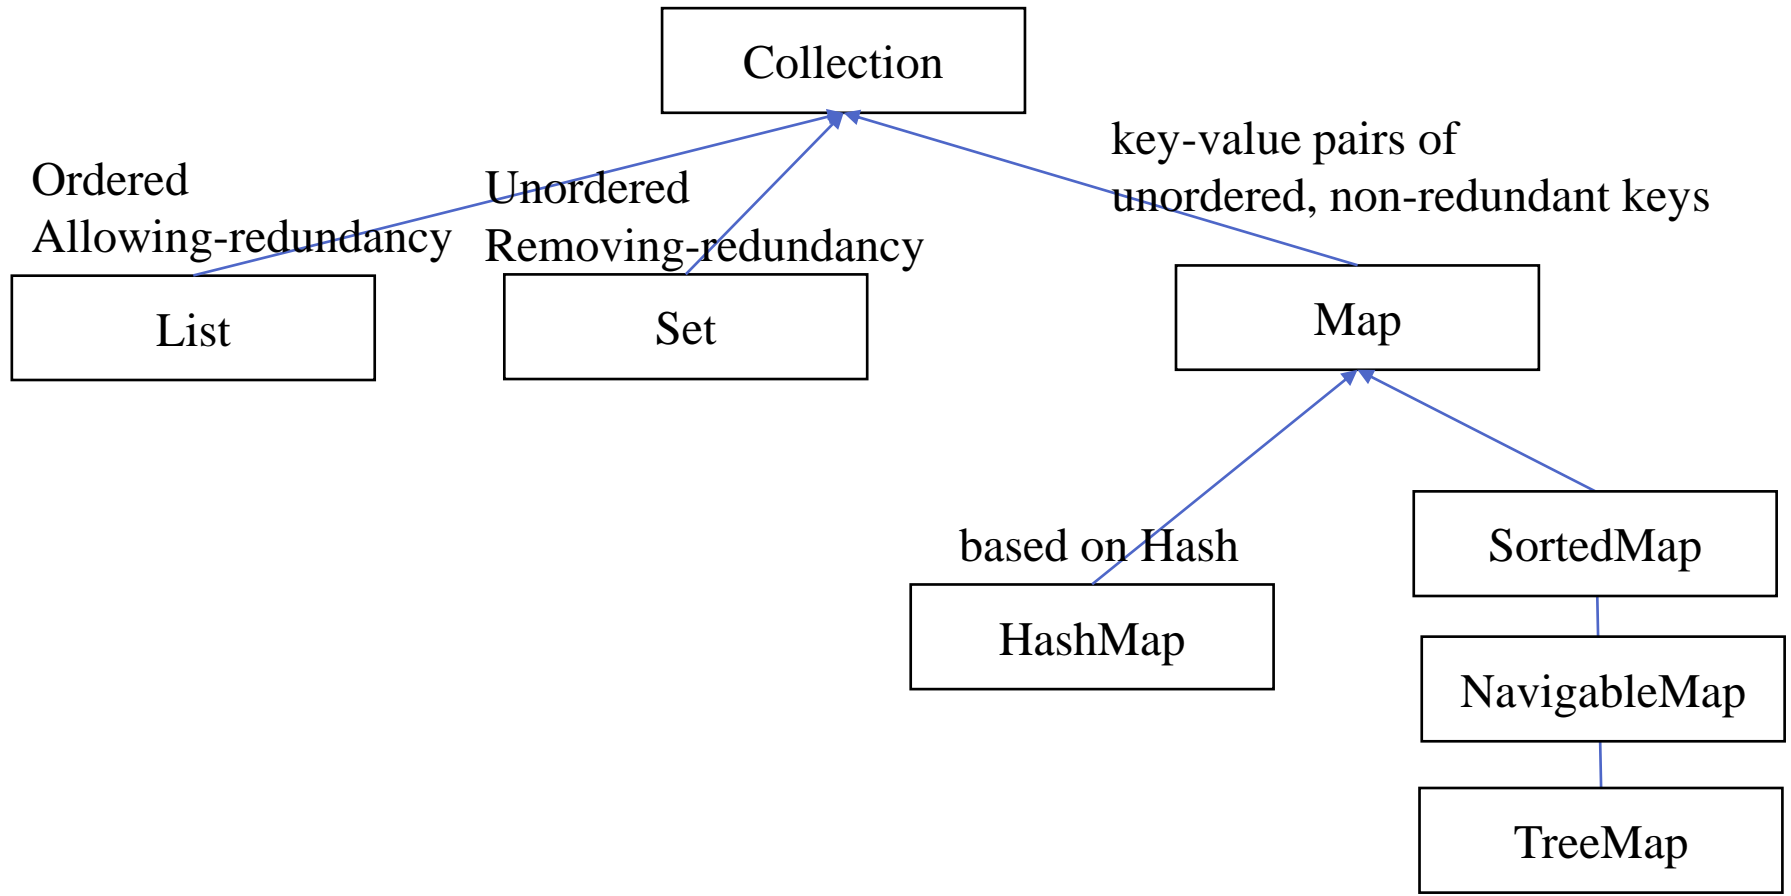 Collection
key-value pairs of
unordered, non-redundant keys
Ordered
Allowing-redundancy
Unordered
Removing-redundancy
List
Set
Map
based on Hash
HashMap
SortedMap
NavigableMap
TreeMap